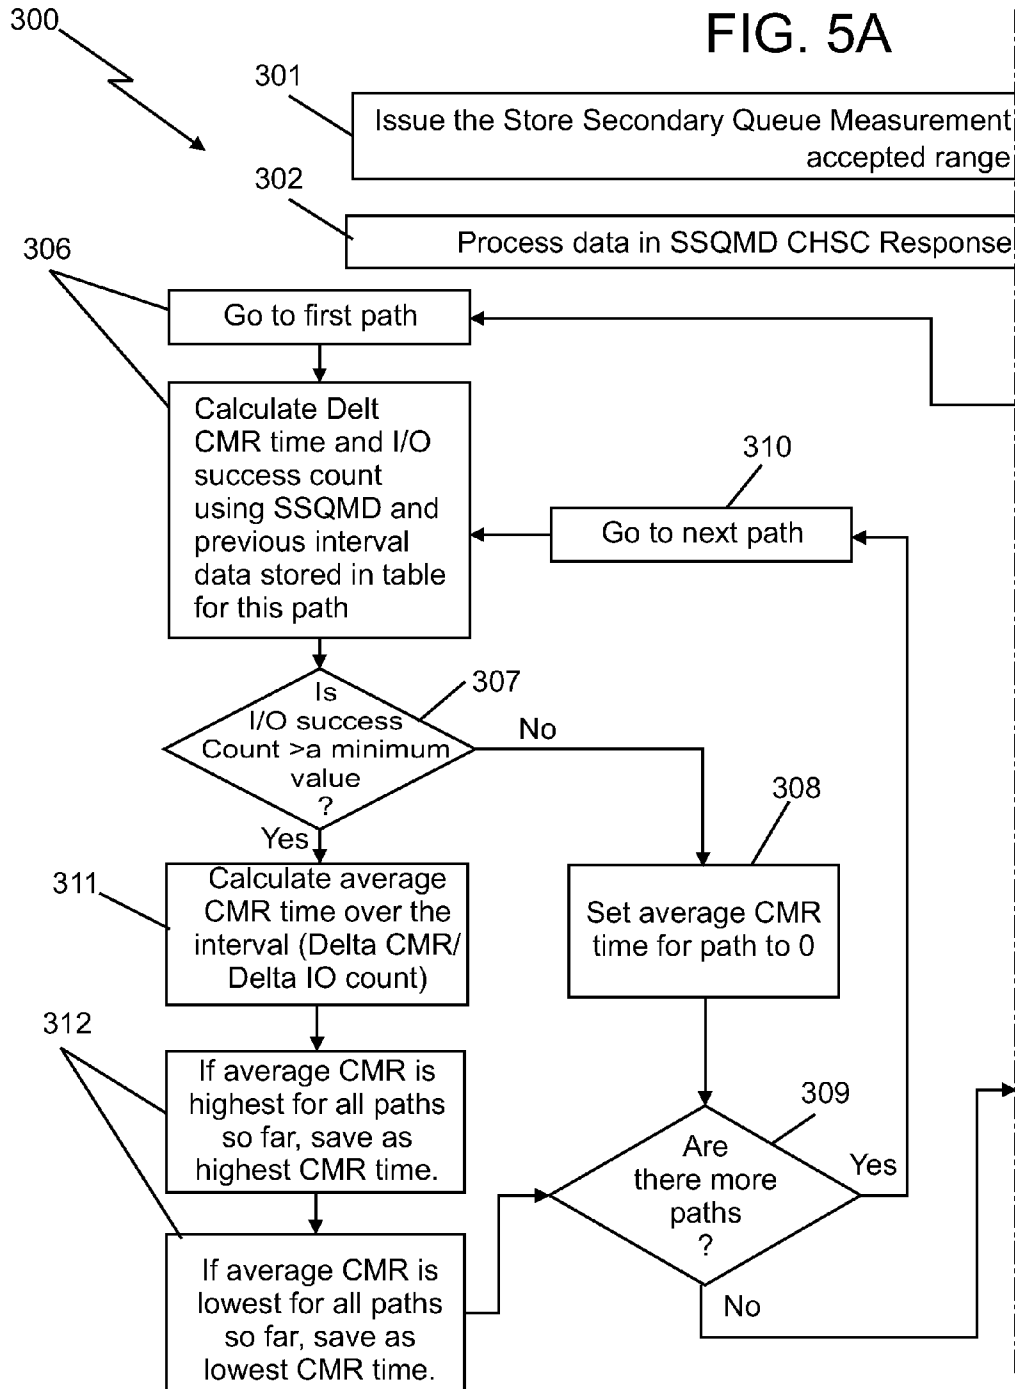 300
FIG. 5A
301
Issue the Store Secondary Queue Measurement
accepted range
302
Process data in SSQMD CHSC Response
306
Go to first path
Calculate Delt
CMR time and I/O
success count
using SSQMD and
previous interval
data stored in table
for this path
310
Go to next path
307
Is
I/O success
Count >a minimum
value
?
No
Yes
308
Set average CMR
time for path to 0
311
Calculate average
CMR time over the
interval (Delta CMR/
Delta IO count)
312
If average CMR is
highest for all paths
so far, save as
highest CMR time.
309
Are
there more
paths
?
Yes
No
If average CMR is
lowest for all paths
so far, save as
lowest CMR time.